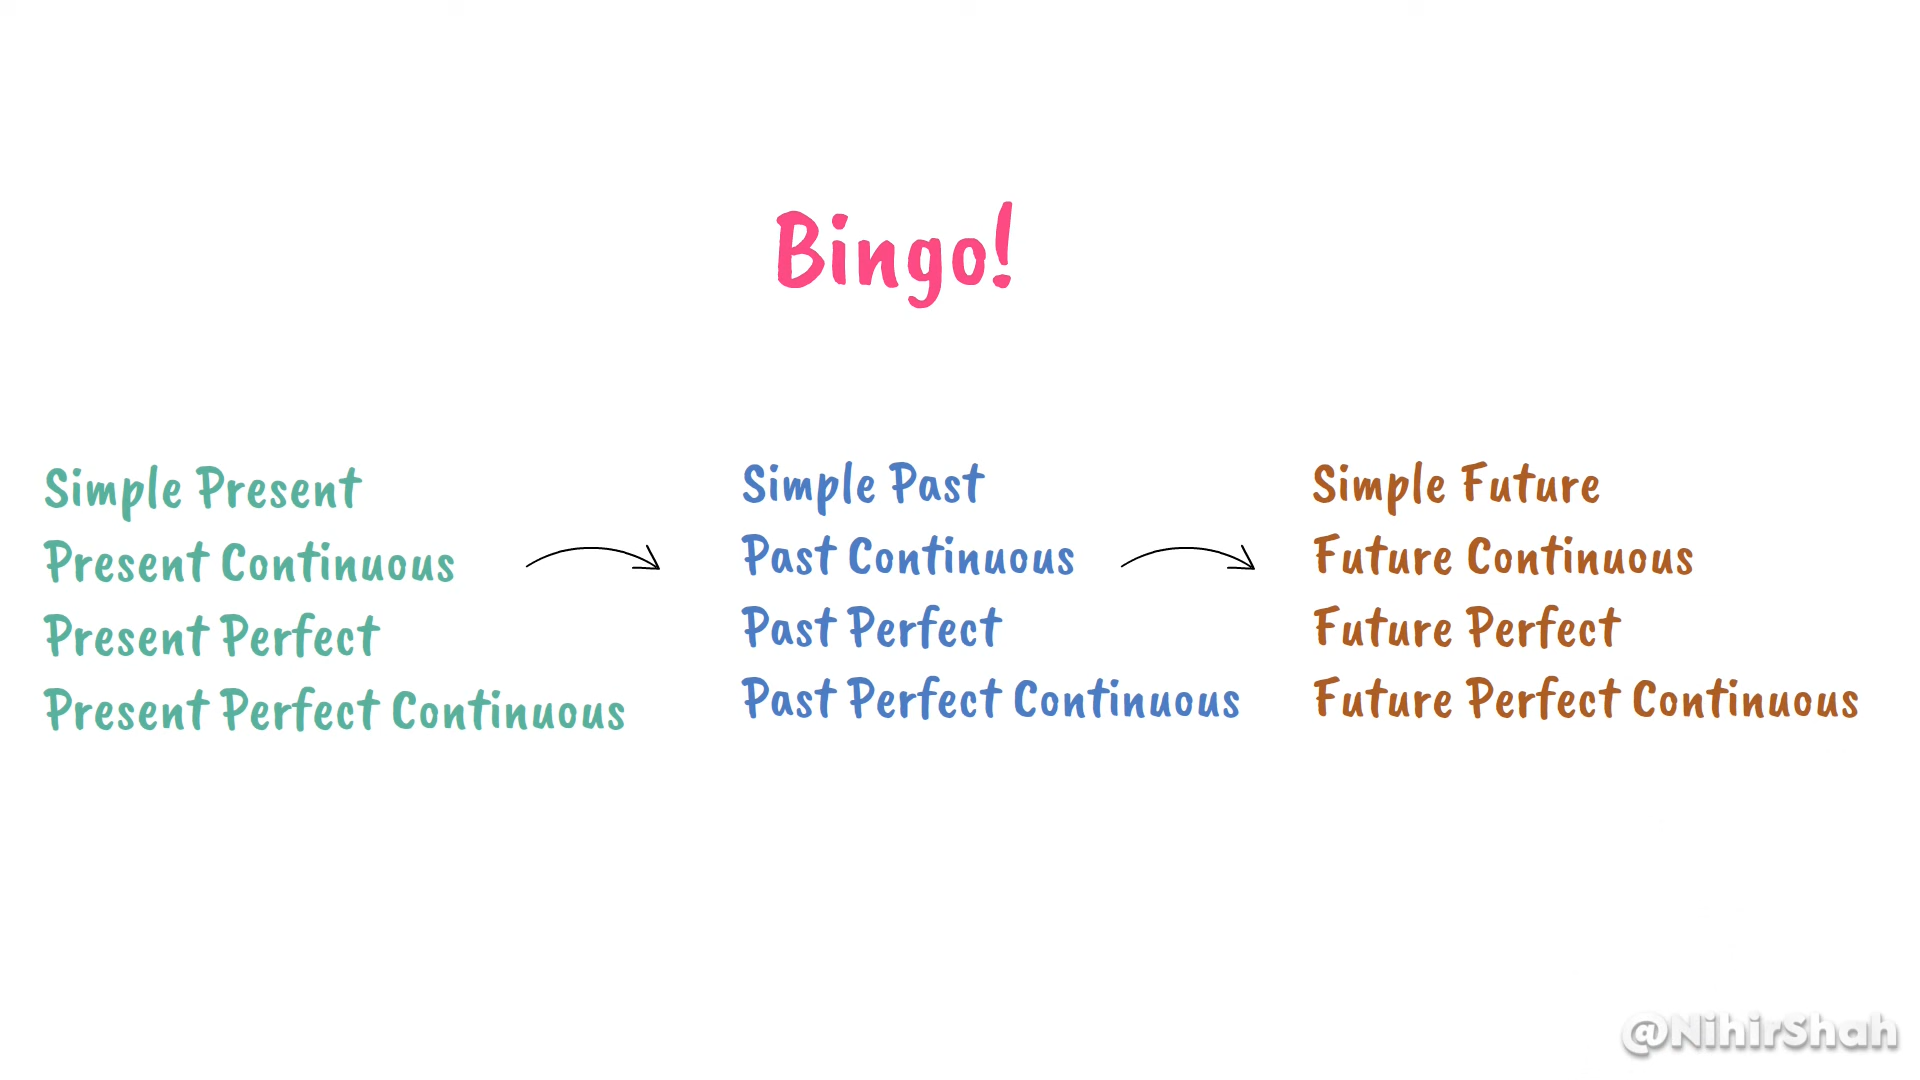 Bingo!
Simple Present
Present Continuous
Present Perfect
Present Perfect Continuous
Simple Past
Past Continuous
Past Perfect
Past Perfect Continuous
Simple Future
Future Continuous
Future Perfect
Future Perfect Continuous
@NihirShah